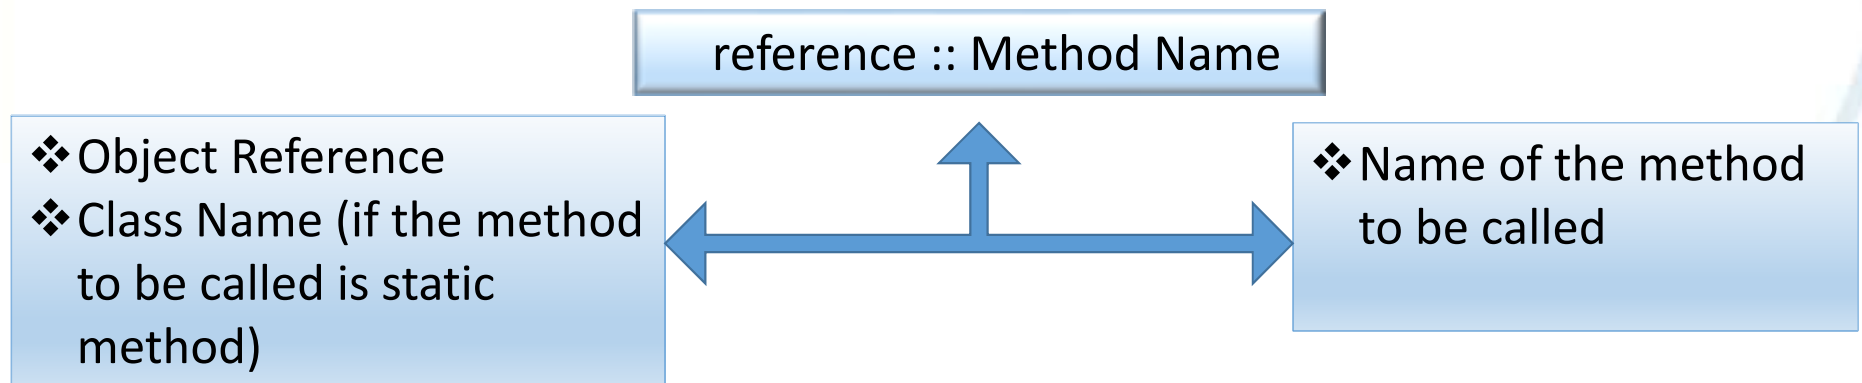 reference :: Method Name
❖Object Reference
❖Class Name (if the method
to be called is static
method)
❖Name of the method
to be called